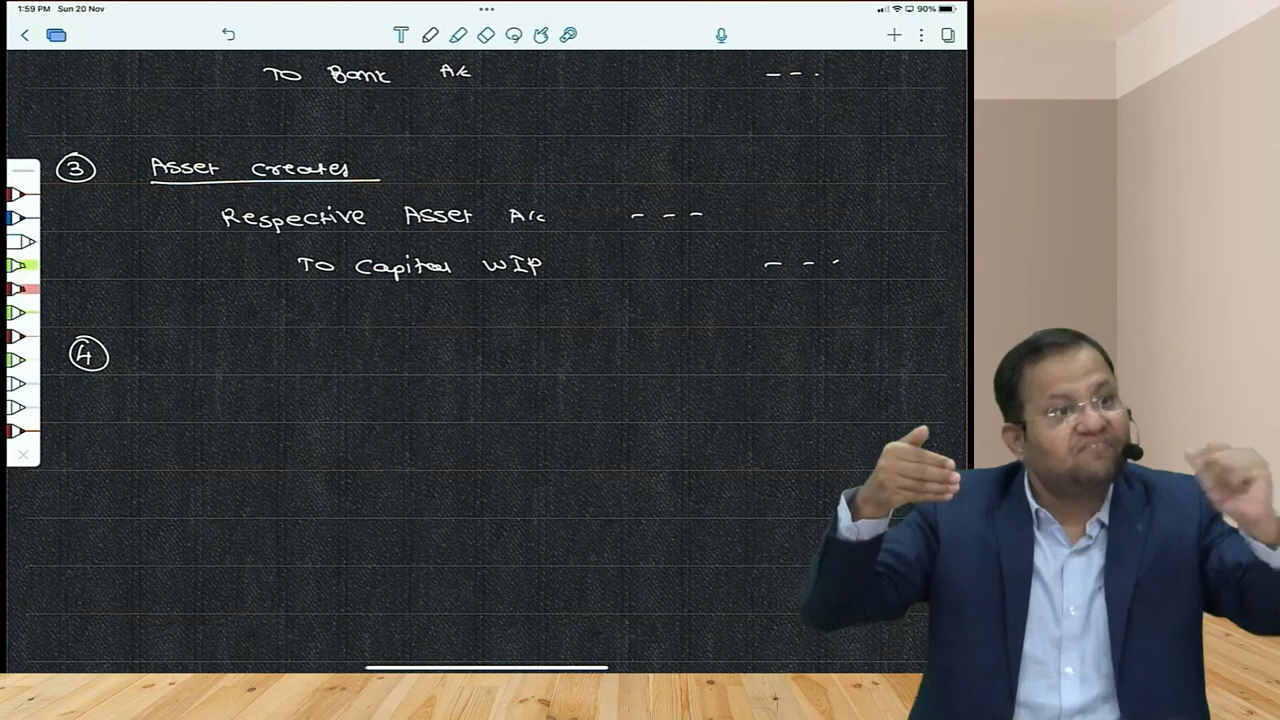 1:59 PM Sun 20 Nov
90%
To Bank A/c ---
3 Asset creates
Respective Asset A/c ---
To Capital WIP ---
4